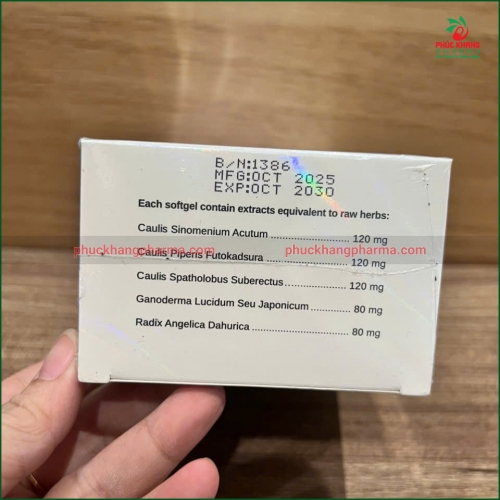 PHUC KHANG
B/N:1386
MFG:OCT 2025
EXP:OCT 2030
Each softgel contain extracts equivalent to raw herbs:
Caulis Sinomenium Acutum ........................... 120 mg
phuckhangpharma.com phuckhangpharma.com
Caulis Piperis Futokadsura ............................ 120 mg
Caulis Spatholobus Suberectus..................... 120 mg
Ganoderma Lucidum Seu Japonicum ............ 80 mg
Radïx Angelica Dahurica ................................ 80 mg